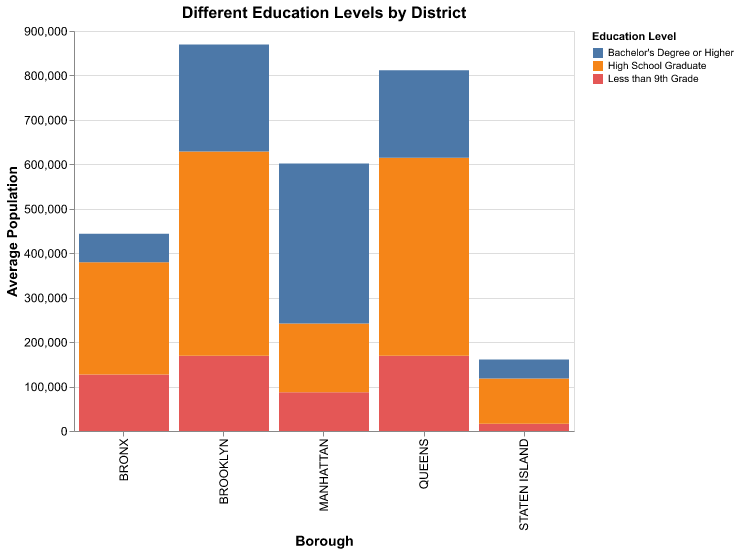 Different Education Levels by District
Education Level
Bachelor's Degree or Higher
High School Graduate
Less than 9th Grade
Average Population
900,000
800,000
700,000
600,000
500,000
400,000
300,000
200,000
100,000
0
BRONX
BROOKLYN
MANHATTAN
QUEENS
STATEN ISLAND
Borough